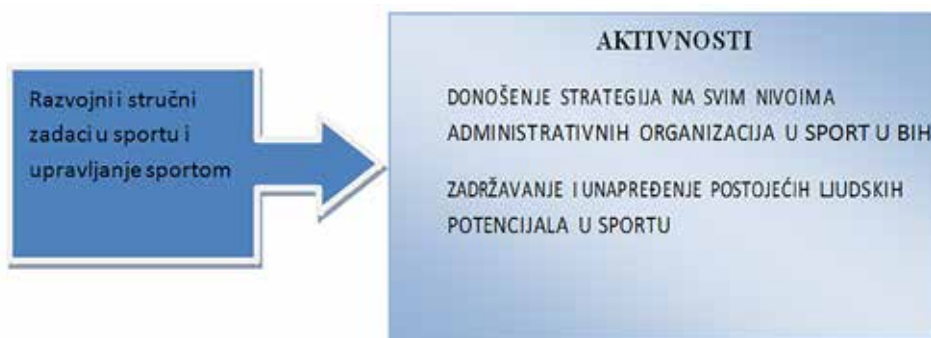 Razvojni i stručni
zadaci u sportu i
upravljanje sportom
AKTIVNOSTI
DONOŠENJE STRATEGIJA NA SVIM NIVOIMA
ADMINISTRATIVNIH ORGANIZACIJA U SPORT U BIH
ZADRŽAVANJE I UNAPREĐENJE POSTOJEĆIH LJUDSKIH
POTENCIJALA U SPORTU